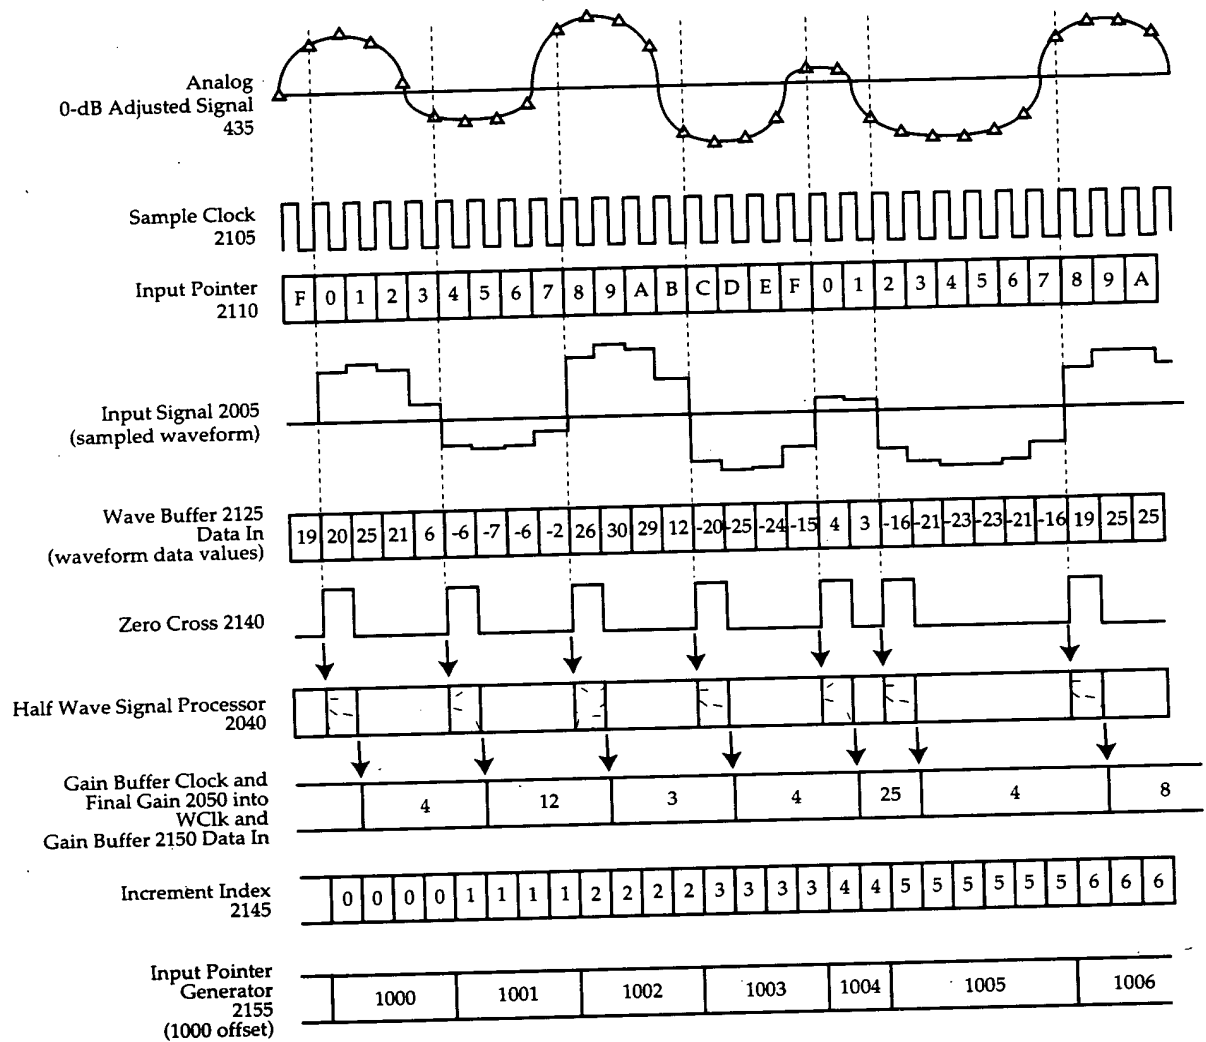 Analog
0-dB Adjusted Signal
435
Sample Clock
2105
Input Pointer
2110
F 0 1 2 3 4 5 6 7 8 9 A B C D E F 0 1 2 3 4 5 6 7 8 9 A
Input Signal 2005
(sampled waveform)
Wave Buffer 2125
Data In
(waveform data values)
19 20 25 21 6 -6 -7 -6 -2 26 30 29 12 -20 -25 -24 -15 4 3 -16 -21 -23 -23 -21 -16 19 25 25
Zero Cross 2140
Half Wave Signal Processor
2040
Gain Buffer Clock and
Final Gain 2050 into
WClk and
Gain Buffer 2150 Data In
4 12 3 4 25 4 8
Increment Index
2145
0 0 0 0 1 1 1 1 2 2 2 2 3 3 3 3 4 4 5 5 5 5 5 5 6 6 6
Input Pointer
Generator
2155
(1000 offset)
1000 1001 1002 1003 1004 1005 1006